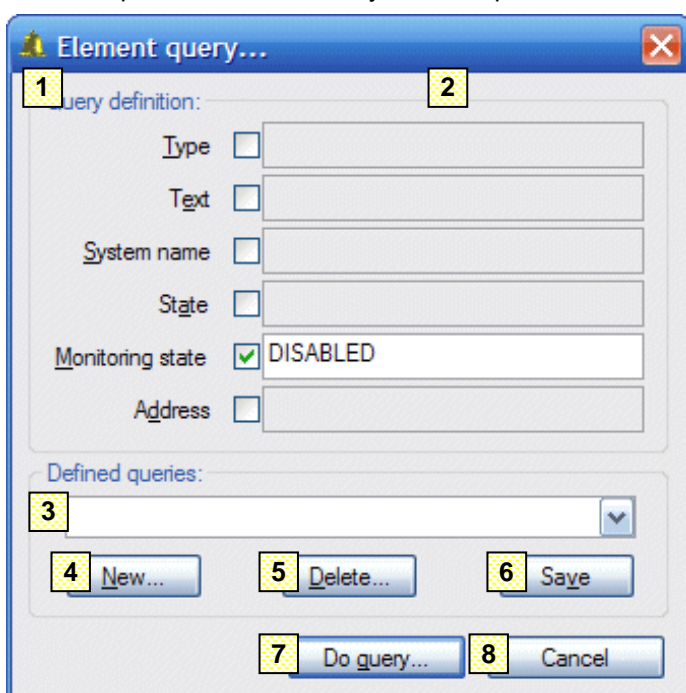 Element query...
1
2
uery definition:
Type
Text
System name
State
Monitoring state DISABLED
Address
Defined queries:
3
4 New... 5 Delete... 6 Save
7 Do query... 8 Cancel